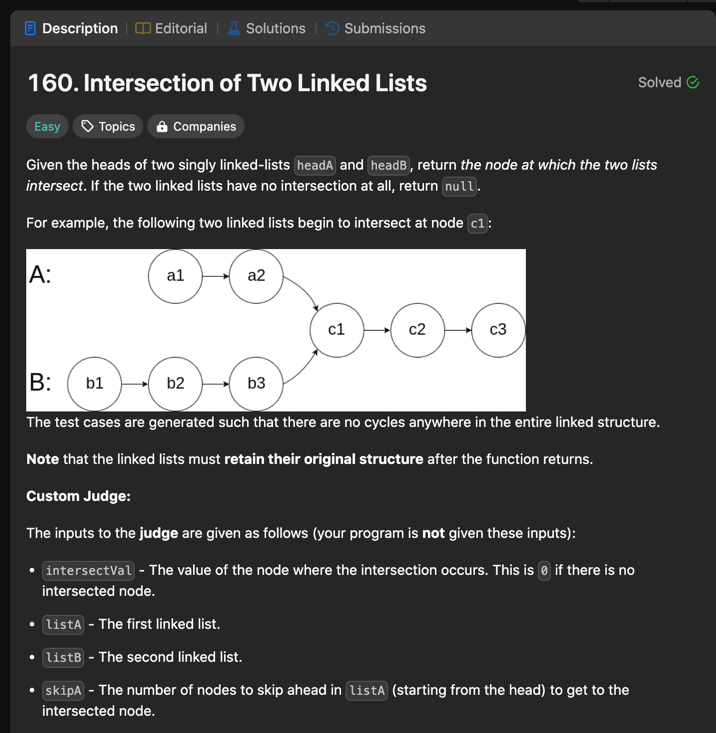 Description | Editorial | Solutions | Submissions
160. Intersection of Two Linked Lists Solved
Easy Topics Companies
Given the heads of two singly linked-lists headA and headB, return the node at which the two lists
intersect. If the two linked lists have no intersection at all, return null.
For example, the following two linked lists begin to intersect at node c1:
A: a1 a2
c1 c2 c3
B: b1 b2 b3
The test cases are generated such that there are no cycles anywhere in the entire linked structure.
Note that the linked lists must retain their original structure after the function returns.
Custom Judge:
The inputs to the judge are given as follows (your program is not given these inputs):
• intersectVal - The value of the node where the intersection occurs. This is 0 if there is no
intersected node.
• listA - The first linked list.
• listB - The second linked list.
• skipA - The number of nodes to skip ahead in listA (starting from the head) to get to the
intersected node.